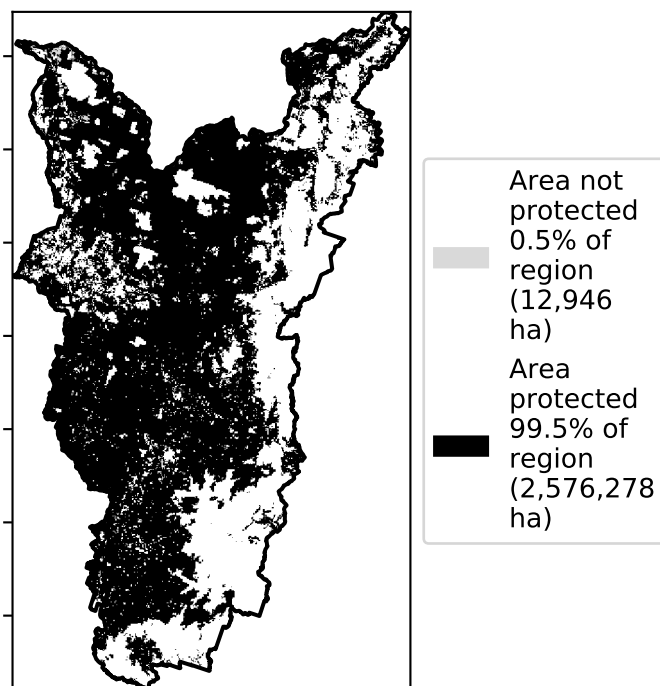 Area not
protected
0.5% of
region
(12,946
ha)
Area
protected
99.5% of
region
(2,576,278
ha)